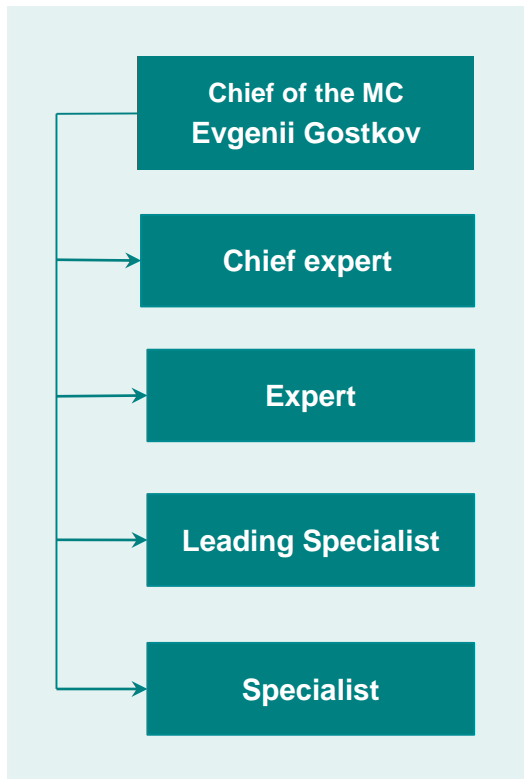 Chief of the MC
Evgenii Gostkov
Chief expert
Expert
Leading Specialist
Specialist